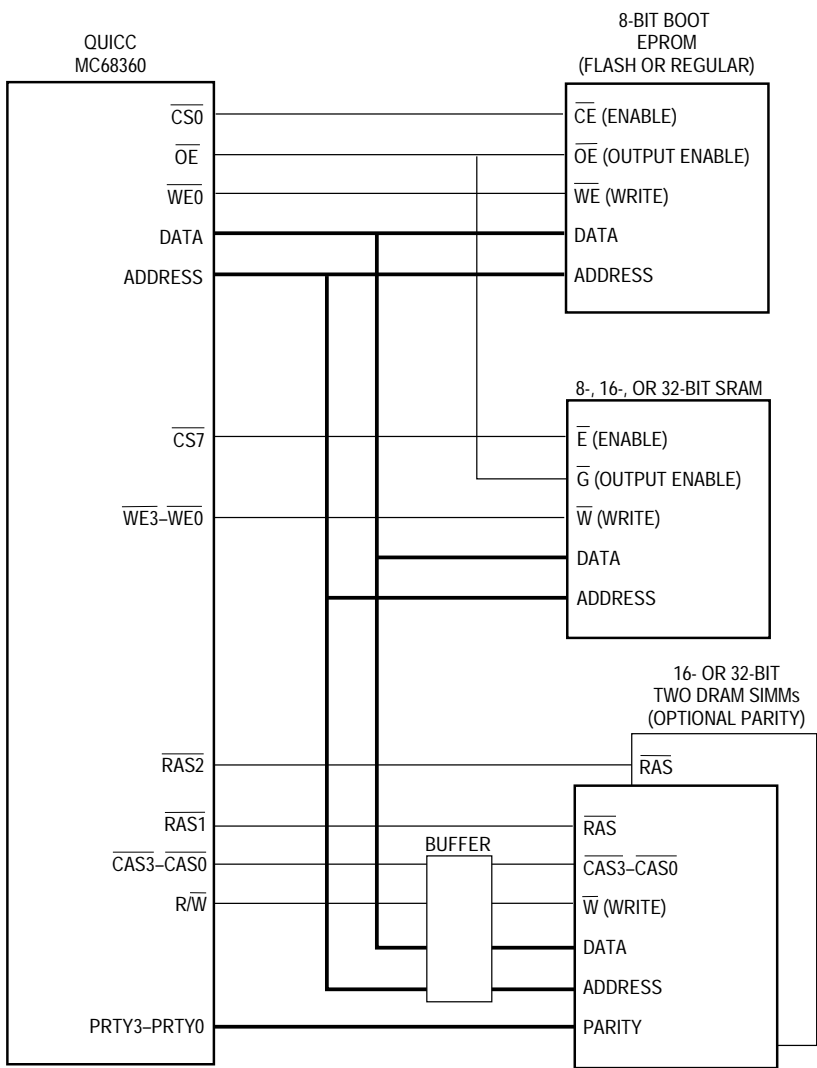 QUICC
MC68360
8-BIT BOOT
EPROM
(FLASH OR REGULAR)
CS0
OE
WE0
DATA
ADDRESS
CE (ENABLE)
OE (OUTPUT ENABLE)
WE (WRITE)
DATA
ADDRESS
8-, 16-, OR 32-BIT SRAM
CS7
WE3–WE0
E (ENABLE)
G (OUTPUT ENABLE)
W (WRITE)
DATA
ADDRESS
16- OR 32-BIT
TWO DRAM SIMMs
(OPTIONAL PARITY)
RAS2
RAS
RAS1
CAS3–CAS0
R/W
PRTY3–PRTY0
BUFFER
RAS
CAS3–CAS0
W (WRITE)
DATA
ADDRESS
PARITY